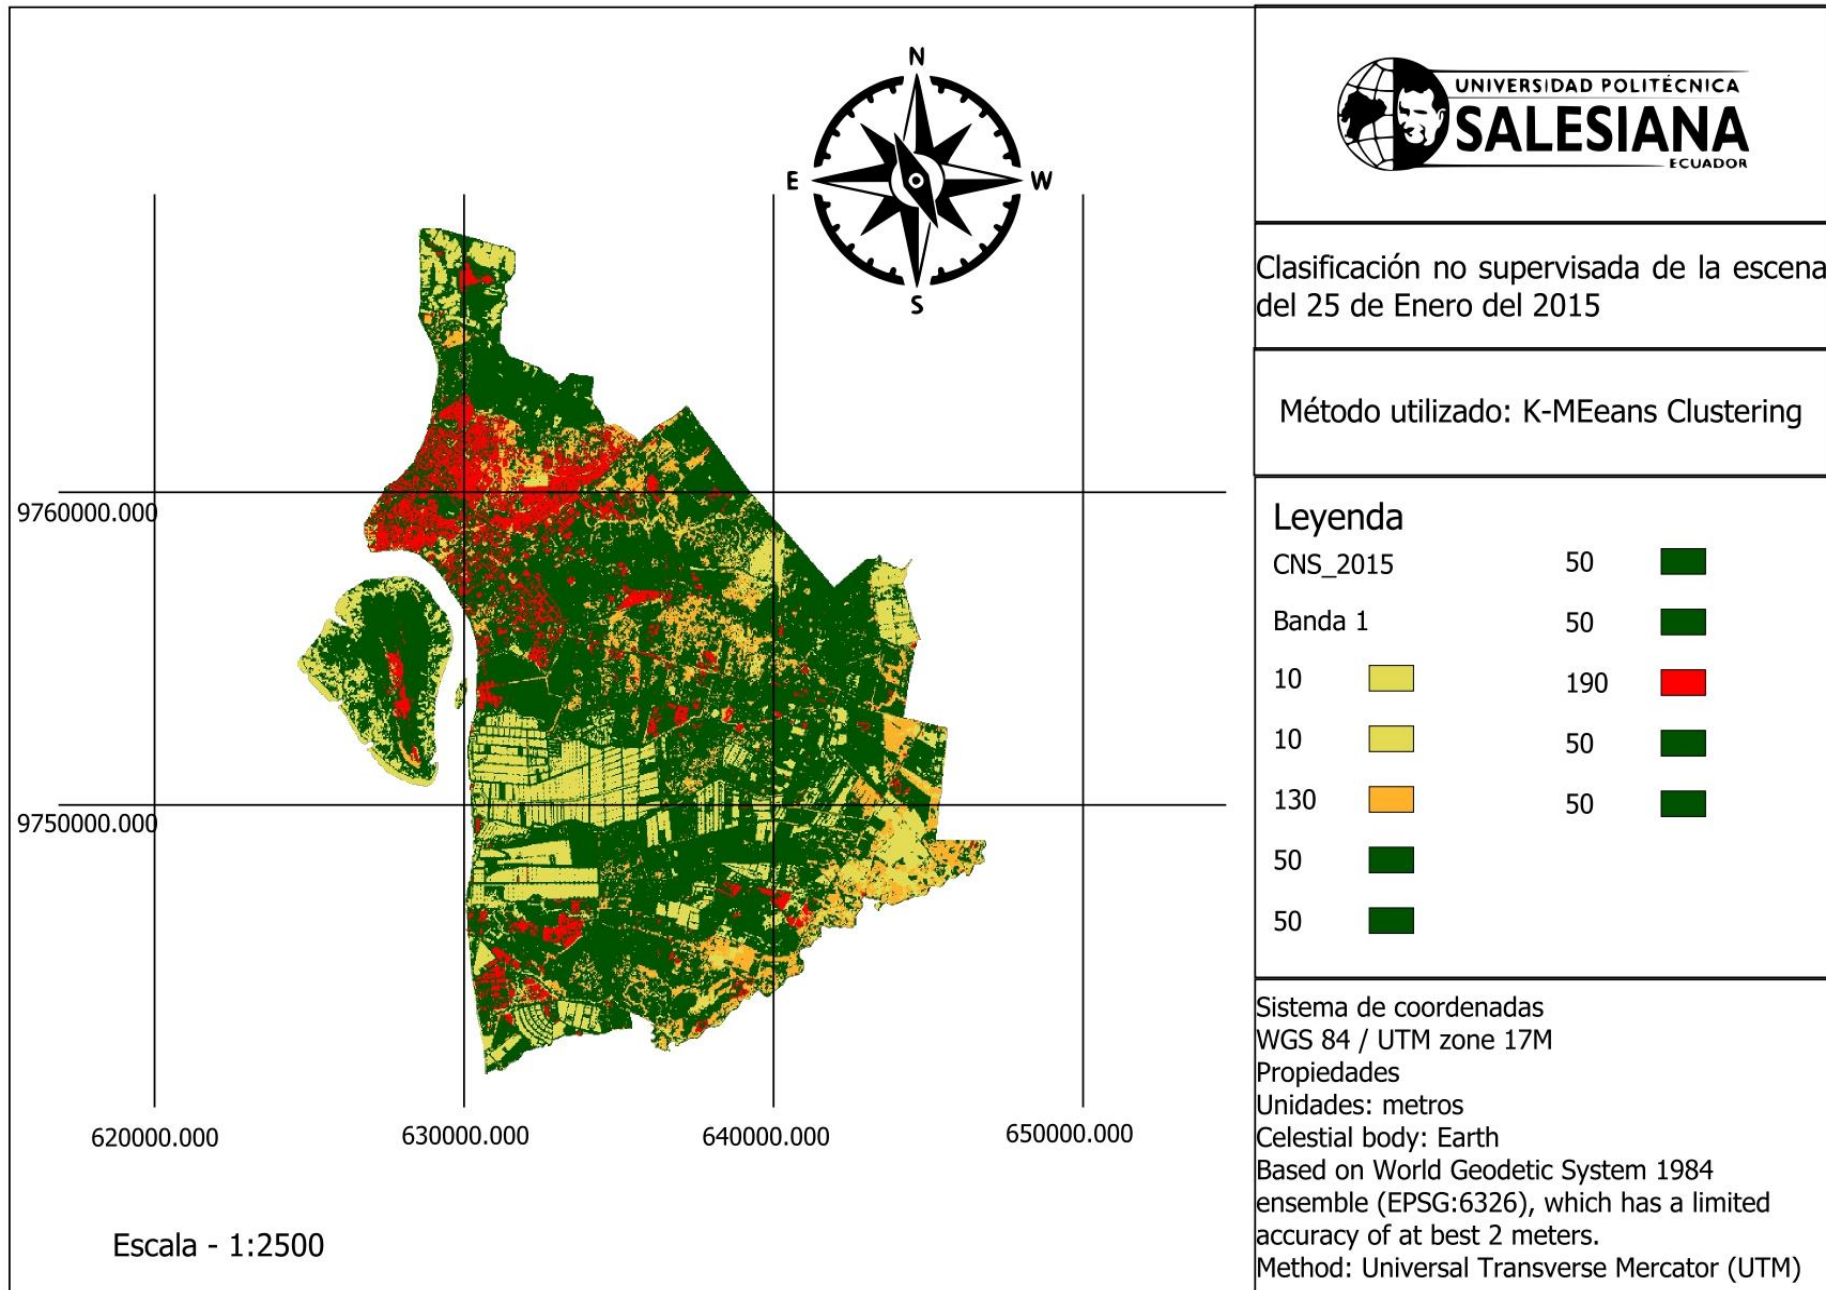 N
E
W
S
9760000.000
9750000.000
620000.000
630000.000
640000.000
650000.000
Escala - 1:2500
UNIVERSIDAD POLITÉCNICA
SALESIANA
ECUADOR
Clasificación no supervisada de la escena
del 25 de Enero del 2015
Método utilizado: K-MEeans Clustering
Leyenda
CNS_2015
Banda 1
10
10
130
50
50
50
50
190
50
50
Sistema de coordenadas
WGS 84 / UTM zone 17M
Propiedades
Unidades: metros
Celestial body: Earth
Based on World Geodetic System 1984
ensemble (EPSG:6326), which has a limited
accuracy of at best 2 meters.
Method: Universal Transverse Mercator (UTM)